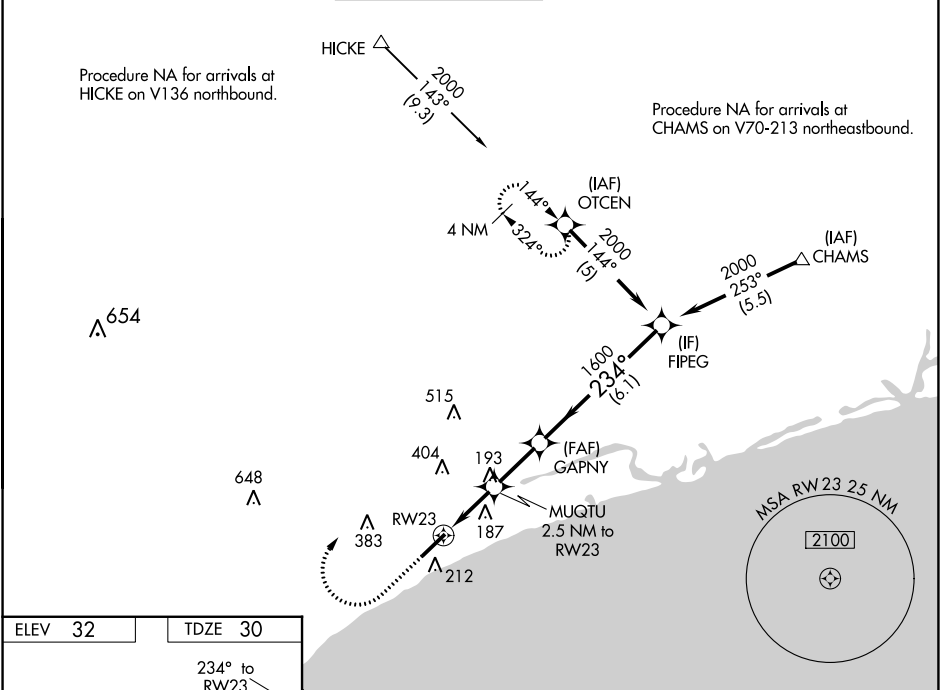 HICKE
2000
143°
(9.3)
Procedure NA for arrivals at
HICKE on V136 northbound.
Procedure NA for arrivals at
CHAMS on V70-213 northeastbound.
(IAF)
OTCEN
144°
324°
4 NM
2000
144°
(5)
(IAF)
CHAMS
2000
253°
(5.5)
(IF)
FIPEG
654
1600
234°
(6.1)
515
(FAF)
GAPNY
404
193
648
MUQTU
2.5 NM to
RW23
RW23
187
383
212
MSA RW23 25 NM
2100
ELEV 32
TDZE 30
234° to
RW23